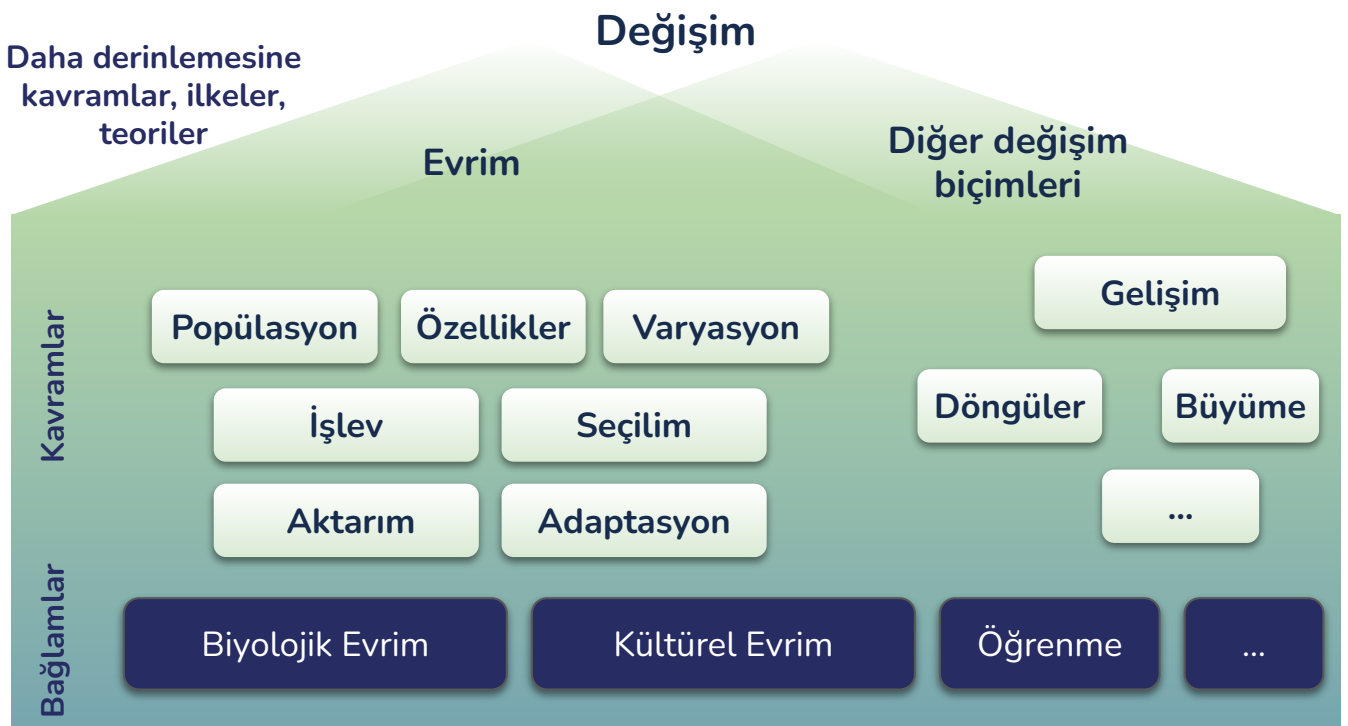 Değişim
Daha derinlemesine
kavramlar, ilkeler,
teoriler
Evrim
Diğer değişim
biçimleri
Kavramlar
Popülasyon
Özellikler
Varyasyon
İşlev
Seçilim
Aktarım
Adaptasyon
Gelişim
Döngüler
Büyüme
...
Bağlamlar
Biyolojik Evrim
Kültürel Evrim
Öğrenme
...